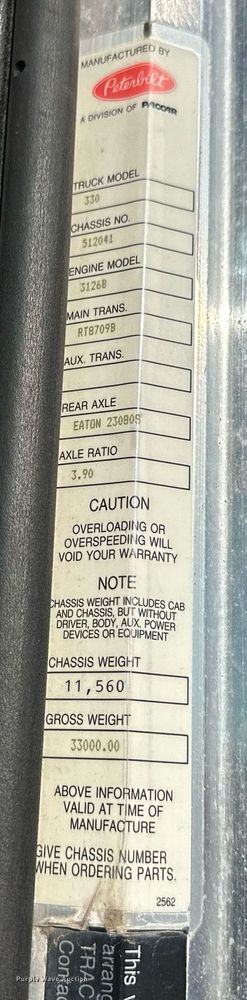 MANUFACTURED BY
Peterbilt
A DIVISION OF PACCAR
TRUCK MODEL
330
CHASSIS NO.
512041
ENGINE MODEL
3126B
MAIN TRANS.
RT8709B
AUX. TRANS.
REAR AXLE
EATON 23080S
AXLE RATIO
3.90
CAUTION
OVERLOADING OR
OVERSPEEDING WILL
VOID YOUR WARRANTY
NOTE
CHASSIS WEIGHT INCLUDES CAB
AND CHASSIS, BUT WITHOUT
DRIVER, BODY, AUX. POWER
DEVICES OR EQUIPMENT
CHASSIS WEIGHT
11,560
GROSS WEIGHT
33000.00
ABOVE INFORMATION
VALID AT TIME OF
MANUFACTURE
GIVE CHASSIS NUMBER
WHEN ORDERING PARTS.
2562
This
arrang
TRAC
Conta
Purple Wave Auction